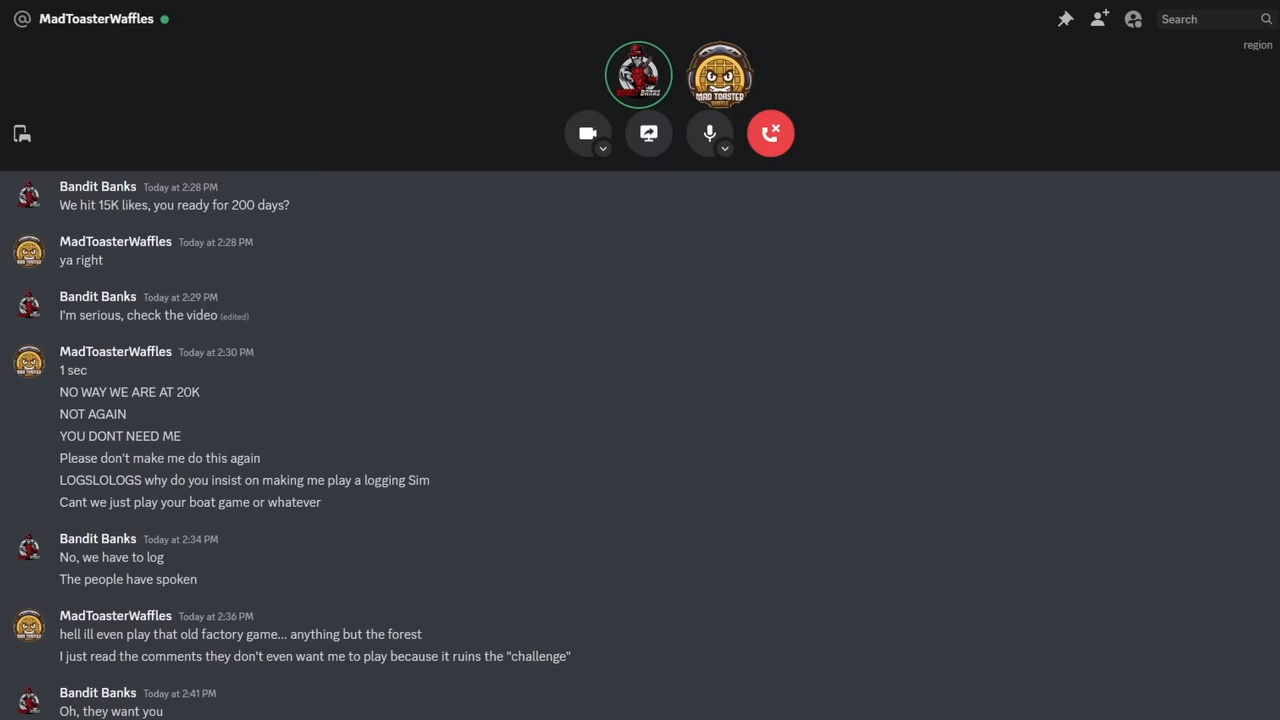 MadToasterWaffles
Search
region
BANKS
MAD TOASTED
WAFFLE
Bandit Banks Today at 2:28 PM
We hit 15K likes, you ready for 200 days?
MadToasterWaffles Today at 2:28 PM
ya right
Bandit Banks Today at 2:29 PM
I'm serious, check the video (edited)
MadToasterWaffles Today at 2:30 PM
1 sec
NO WAY WE ARE AT 20K
NOT AGAIN
YOU DONT NEED ME
Please don't make me do this again
LOGSLOLOGS why do you insist on making me play a logging Sim
Cant we just play your boat game or whatever
Bandit Banks Today at 2:34 PM
No, we have to log
The people have spoken
MadToasterWaffles Today at 2:36 PM
hell ill even play that old factory game... anything but the forest
I just read the comments they don't even want me to play because it ruins the "challenge"
Bandit Banks Today at 2:41 PM
Oh, they want you